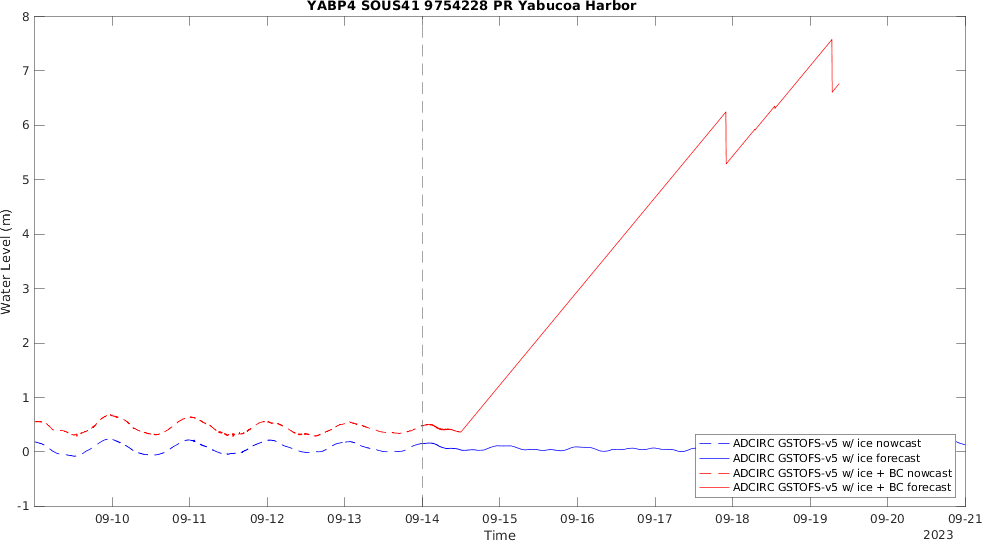 YABP4 SOUS41 9754228 PR Yabucoa Harbor
8
7
6
5
4
3
2
1
0
-1
Water Level (m)
ADCIRC GSTOFS-v5 w/ ice nowcast
ADCIRC GSTOFS-v5 w/ ice forecast
ADCIRC GSTOFS-v5 w/ ice + BC nowcast
ADCIRC GSTOFS-v5 w/ ice + BC forecast
09-10 09-11 09-12 09-13 09-14 09-15 09-16 09-17 09-18 09-19 09-20 09-21
Time
2023